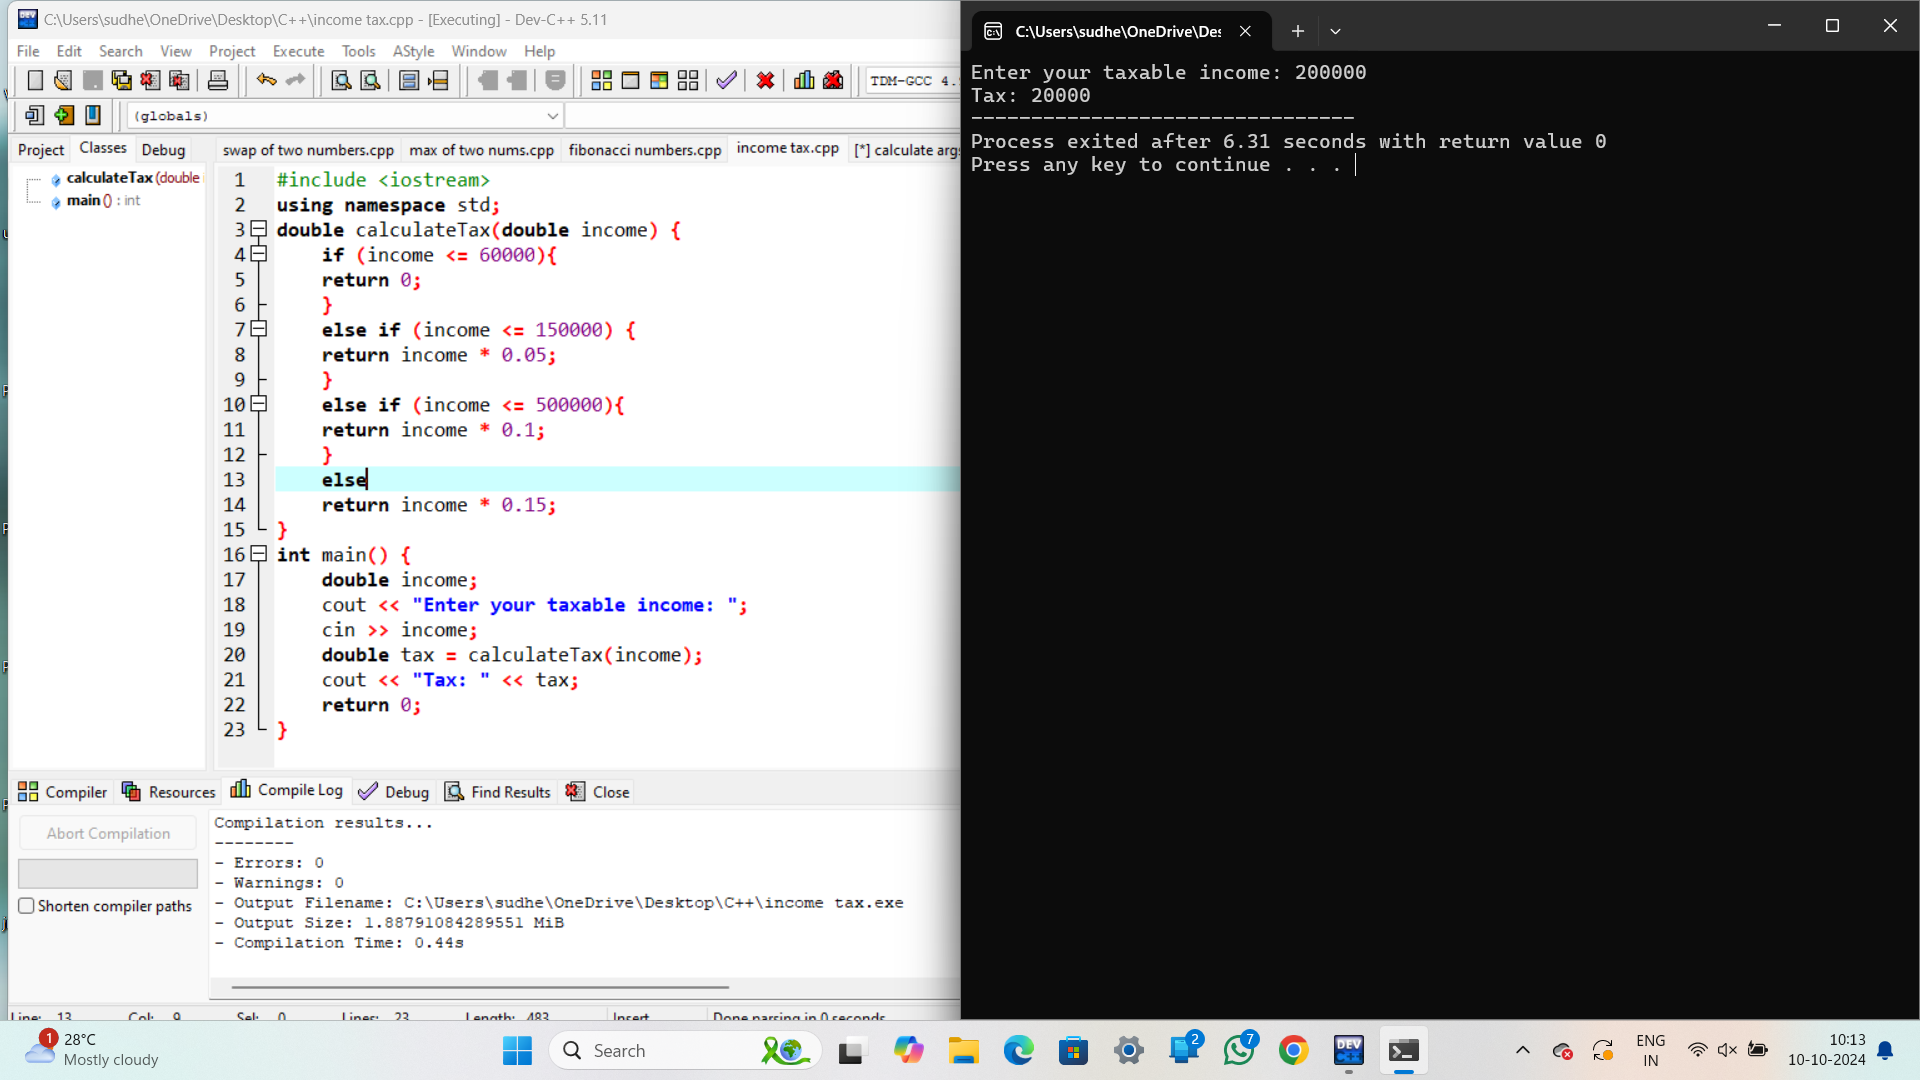 C:\Users\sudhe\OneDrive\Desktop\C++\income tax.cpp - [Executing] - Dev-C++ 5.11
File Edit Search View Project Execute Tools AStyle Window Help
TDM-GCC 4.
(globals)
Project Classes Debug
calculateTax (double
main () : int
swap of two numbers.cpp max of two nums.cpp fibonacci numbers.cpp income tax.cpp [*] calculate arg
1 #include <iostream>
2 using namespace std;
3 double calculateTax(double income) {
4 if (income <= 60000){
5 return 0;
6 }
7 else if (income <= 150000) {
8 return income * 0.05;
9 }
10 else if (income <= 500000){
11 return income * 0.1;
12 }
13 else
14 return income * 0.15;
15 }
16 int main() {
17 double income;
18 cout << "Enter your taxable income: ";
19 cin >> income;
20 double tax = calculateTax(income);
21 cout << "Tax: " << tax;
22 return 0;
23 }
Compiler Resources Compile Log Debug Find Results Close
Abort Compilation
Shorten compiler paths
Compilation results...
--------
- Errors: 0
- Warnings: 0
- Output Filename: C:\Users\sudhe\OneDrive\Desktop\C++\income tax.exe
- Output Size: 1.88791084289551 MiB
- Compilation Time: 0.44s
Line: 13 Col: 9 Sel: 0 Lines: 23 Length: 483 Insert Done parsing in 0 seconds
C:\Users\sudhe\OneDrive\Des
Enter your taxable income: 200000
Tax: 20000
--------------------------------
Process exited after 6.31 seconds with return value 0
Press any key to continue . . .
1
28°C
Mostly cloudy
Search
2
7
DEV
C++
ENG
IN
10:13
10-10-2024